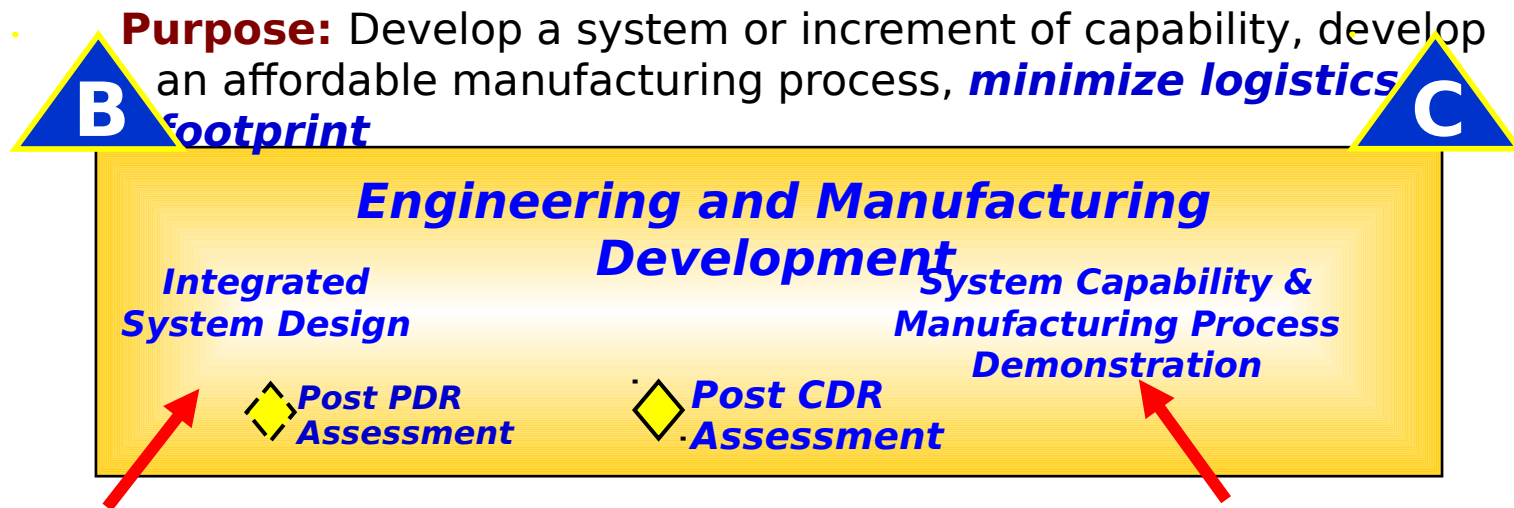 Purpose: Develop a system or increment of capability, develop
an affordable manufacturing process, minimize logistics
footprint
B
C
Engineering and Manufacturing
Development
Integrated
System Design
System Capability &
Manufacturing Process
Demonstration
Post PDR
Assessment
Post CDR
Assessment